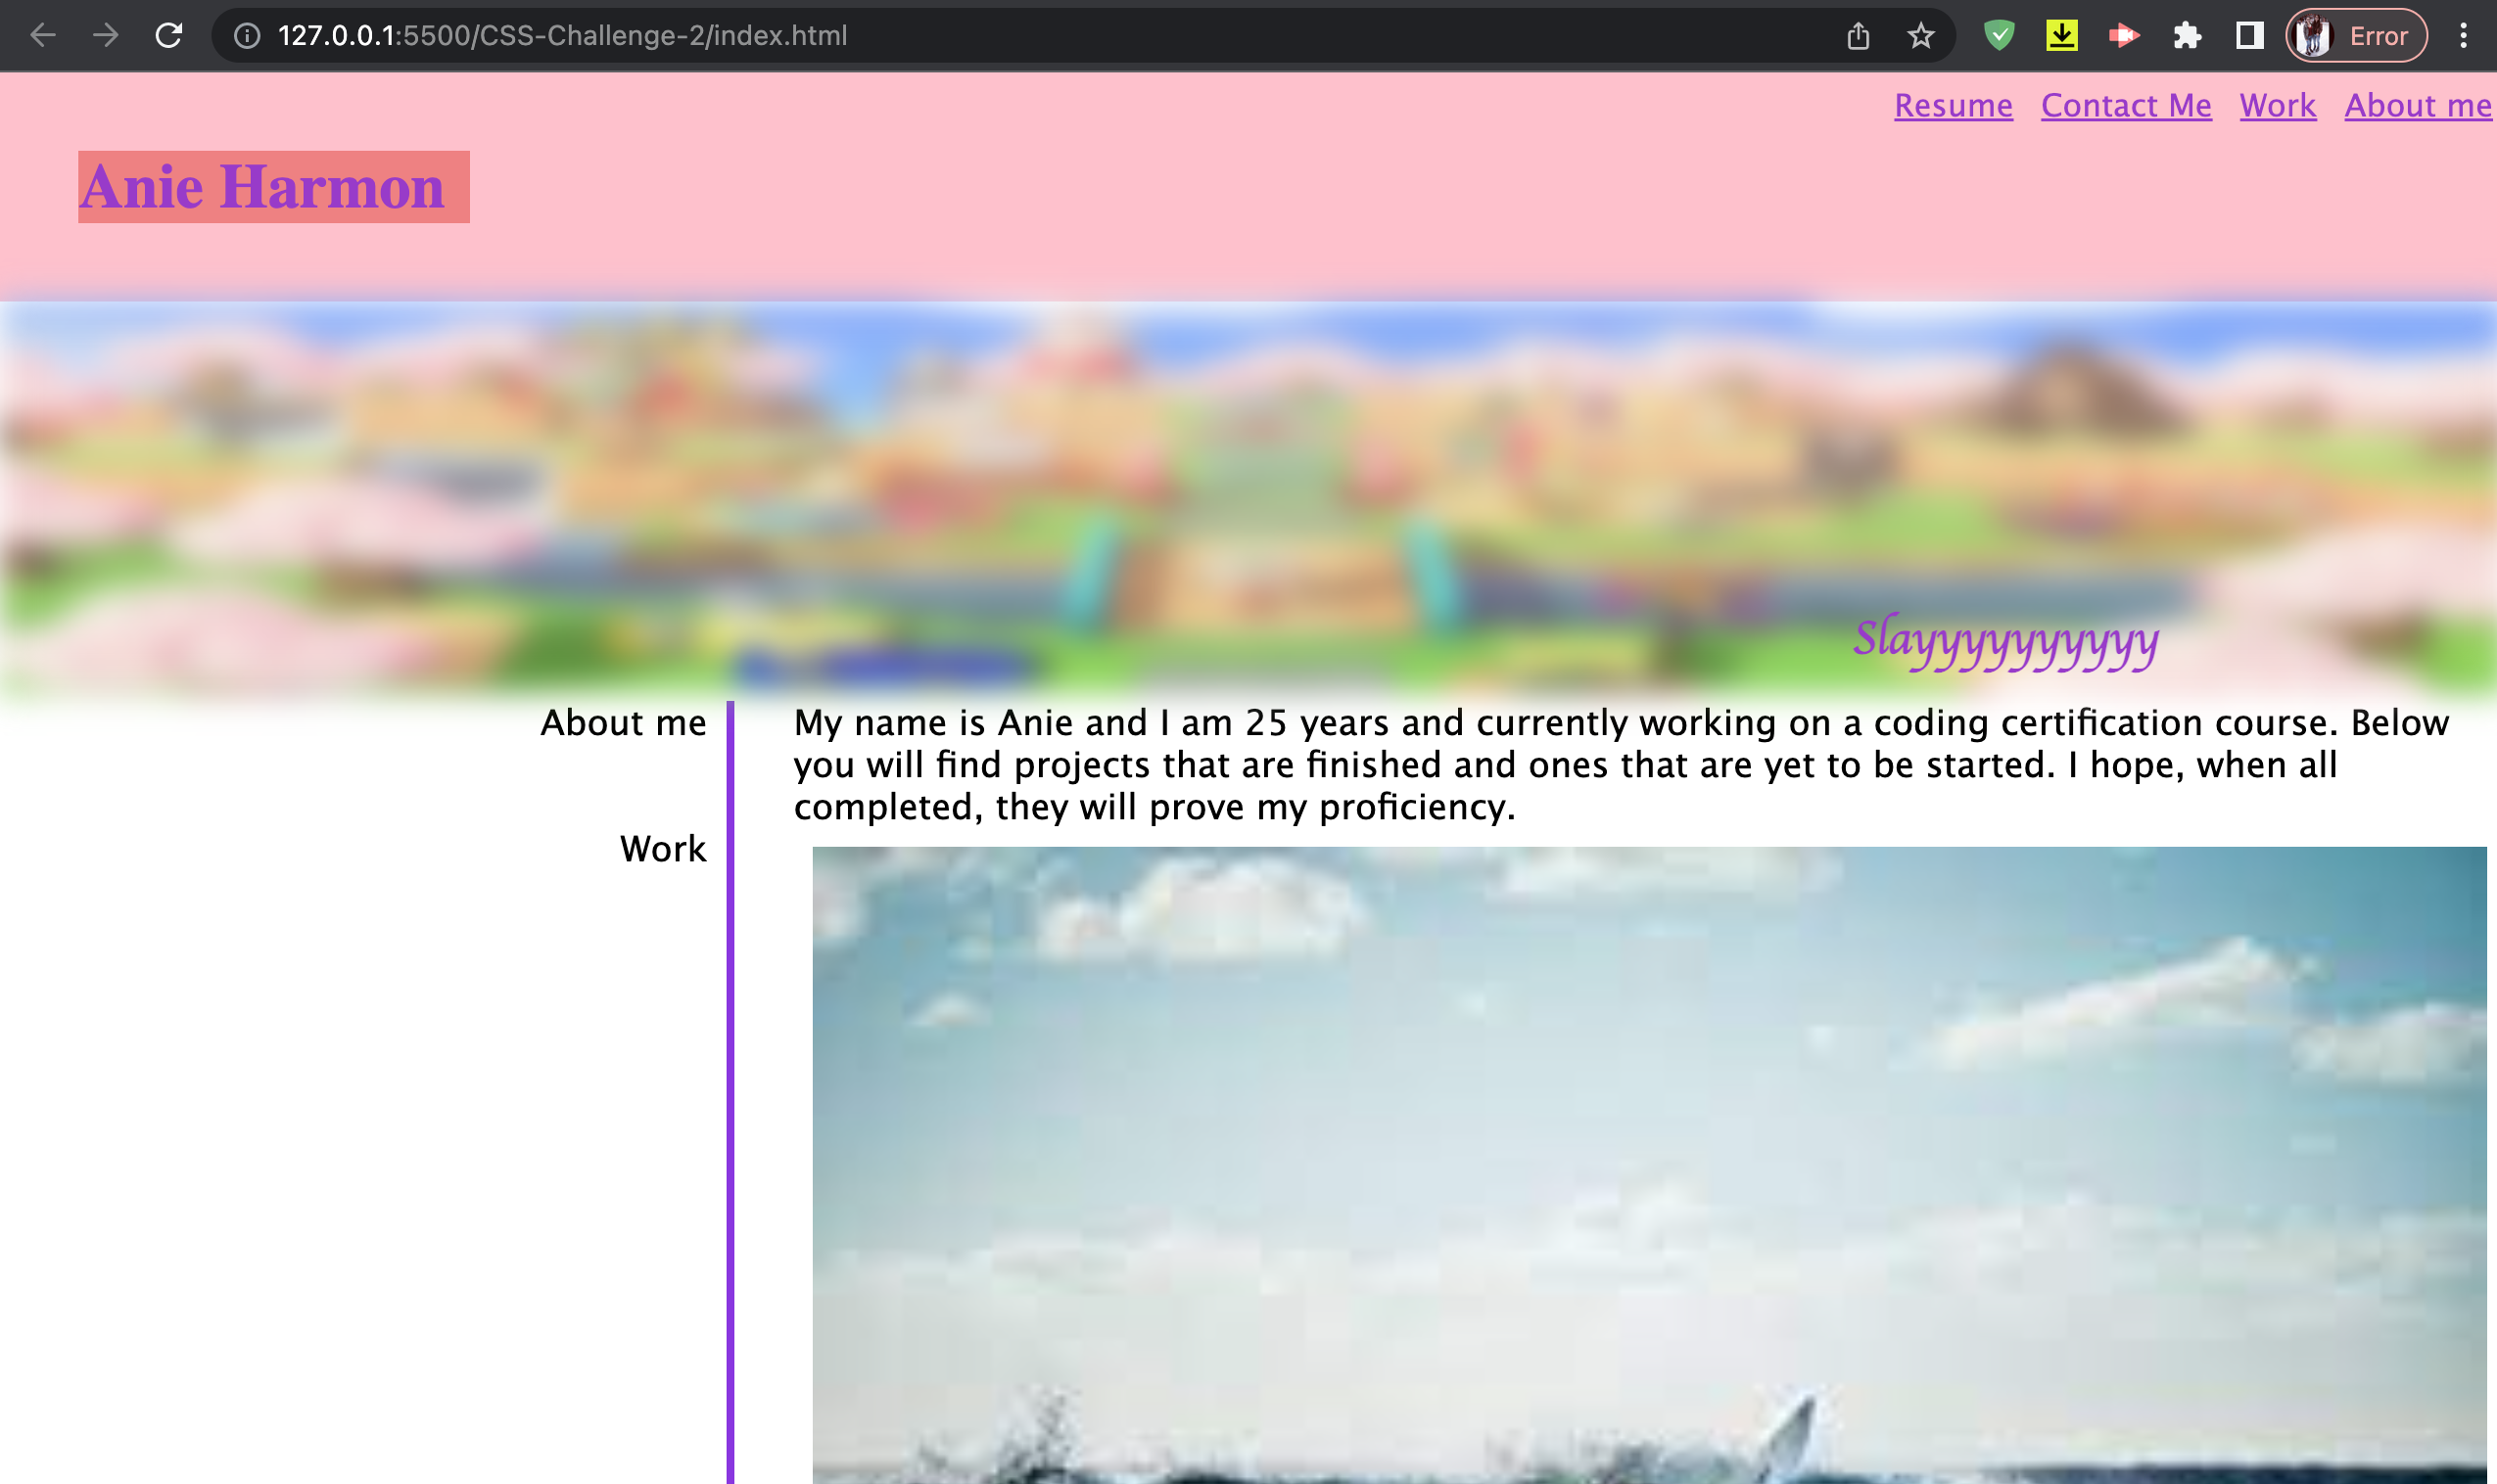 127.0.0.1:5500/CSS-Challenge-2/index.html
Error
Resume Contact Me Work About me
Anie Harmon
Slayyyyyyyyyyy
About me
My name is Anie and I am 25 years and currently working on a coding certification course. Below
you will find projects that are finished and ones that are yet to be started. I hope, when all
completed, they will prove my proficiency.
Work